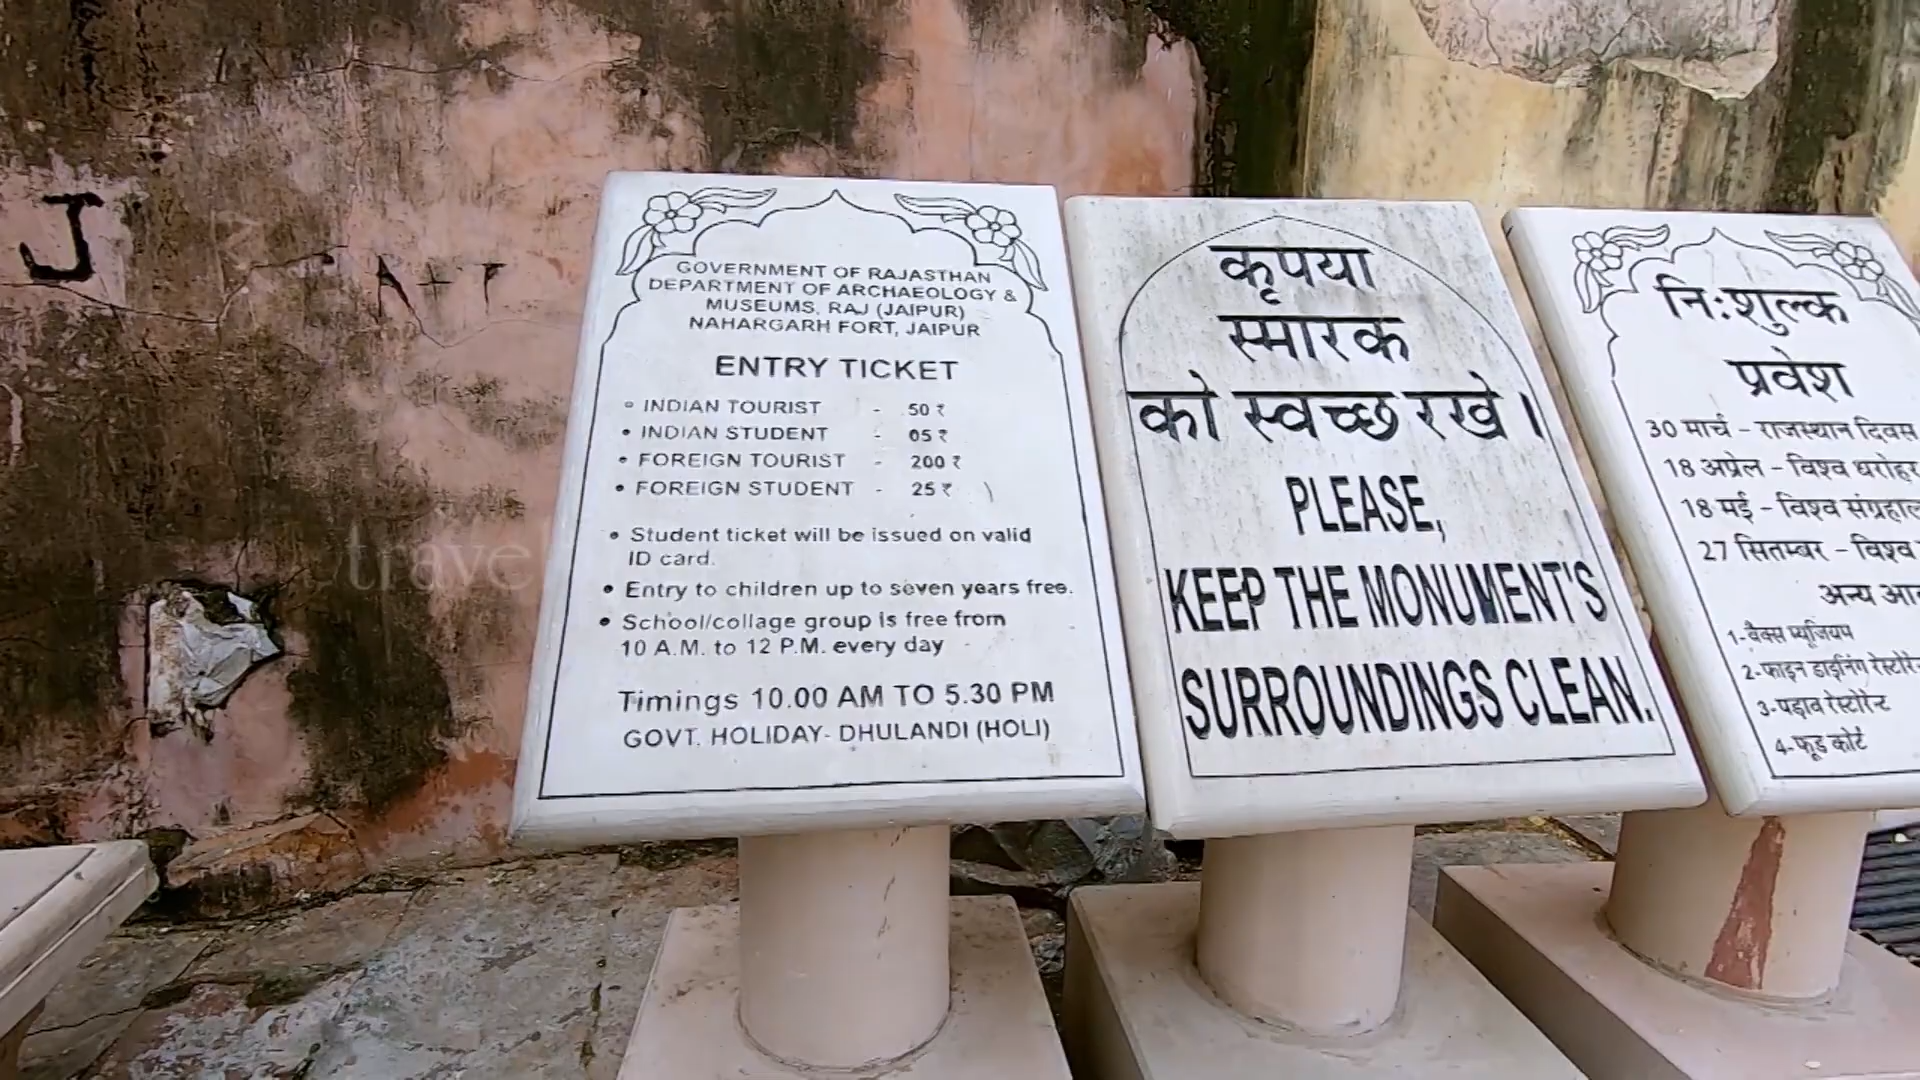 J
GOVERNMENT OF RAJASTHAN
DEPARTMENT OF ARCHAEOLOGY &
MUSEUMS, RAJ (JAIPUR)
NAHARGARH FORT, JAIPUR
ENTRY TICKET
INDIAN TOURIST - 50 ₹
INDIAN STUDENT - 05 ₹
FOREIGN TOURIST - 200 ₹
FOREIGN STUDENT - 25 ₹
Student ticket will be issued on valid
ID card.
Entry to children up to seven years free.
School/collage group is free from
10 A.M. to 12 P.M. every day
Timings 10.00 AM TO 5.30 PM
GOVT. HOLIDAY- DHULANDI (HOLI)
कृपया
स्मारक
को स्वच्छ रखे।
PLEASE,
KEEP THE MONUMENT'S
SURROUNDINGS CLEAN.
नि:शुल्क
प्रवेश
30 मार्च - राजस्थान दिवस
18 अप्रेल - विश्व धरोहर
18 मई - विश्व
27 सितम्बर - विश्व
अन्य
1-वैक्स म्यूजियम
2-फाइन डाइनिंग
3-पड़ाव रेस्टोरेन्ट
4-फूड कोर्ट
travel